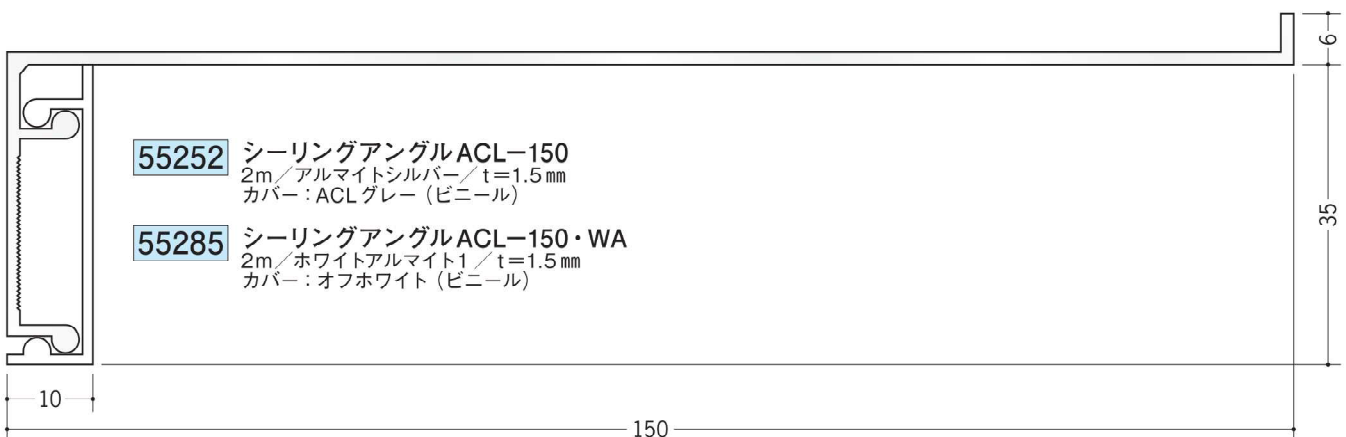 6
55252 シーリングアングルACL−150
2m／アルマイトシルバー／t＝1.5㎜
カバー：ACLグレー（ビニール）
35
55285 シーリングアングルACL−150・WA
2m／ホワイトアルマイト1／t＝1.5㎜
カバー：オフホワイト（ビニール）
10
150